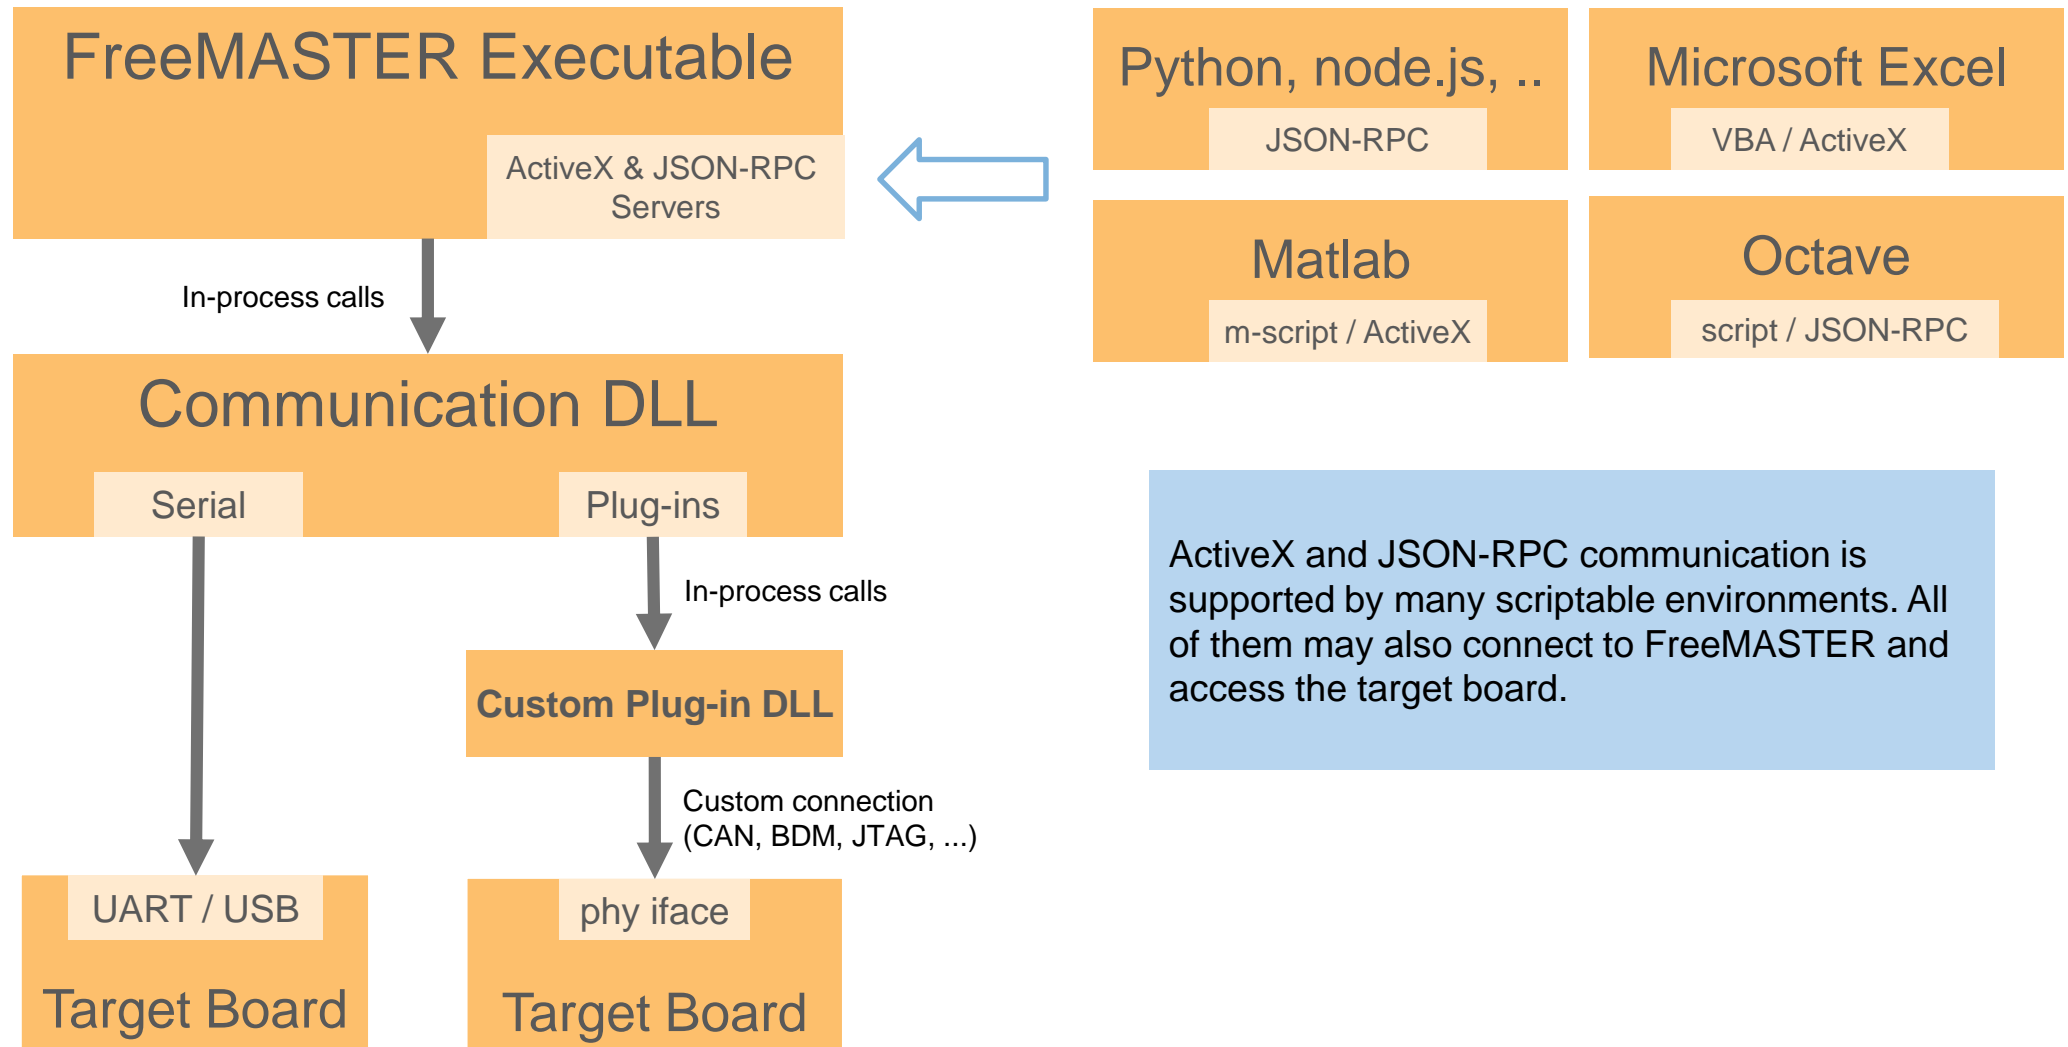 FreeMASTER Executable
ActiveX & JSON-RPC
Servers
In-process calls
Communication DLL
Serial
Plug-ins
In-process calls
Custom Plug-in DLL
Custom connection
(CAN, BDM, JTAG, ...)
UART / USB
Target Board
phy iface
Target Board
Python, node.js, ..
JSON-RPC
Microsoft Excel
VBA / ActiveX
Matlab
m-script / ActiveX
Octave
script / JSON-RPC
ActiveX and JSON-RPC communication is
supported by many scriptable environments. All
of them may also connect to FreeMASTER and
access the target board.